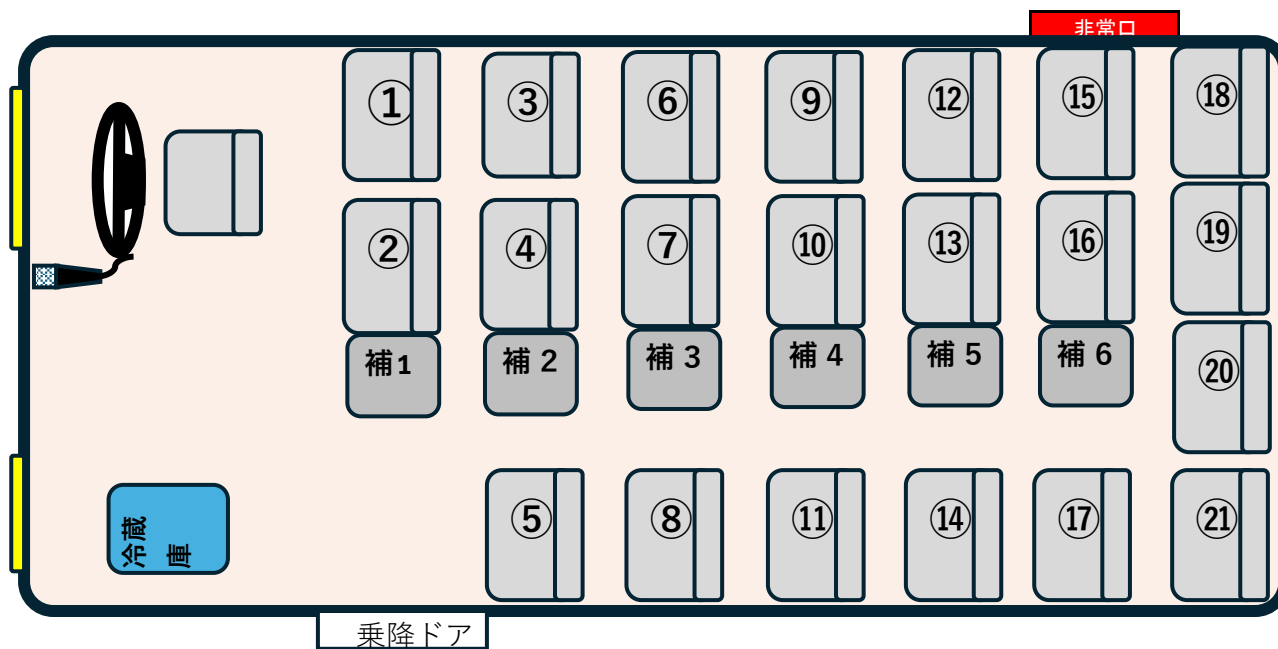 非常口
① ③ ⑥ ⑨ ⑫ ⑮ ⑱
② ④ ⑦ ⑩ ⑬ ⑯ ⑲
補1 補 2 補 3 補 4 補 5 補 6 ⑳
冷蔵
庫
⑤ ⑧ ⑪ ⑭ ⑰ ㉑
乗降ドア